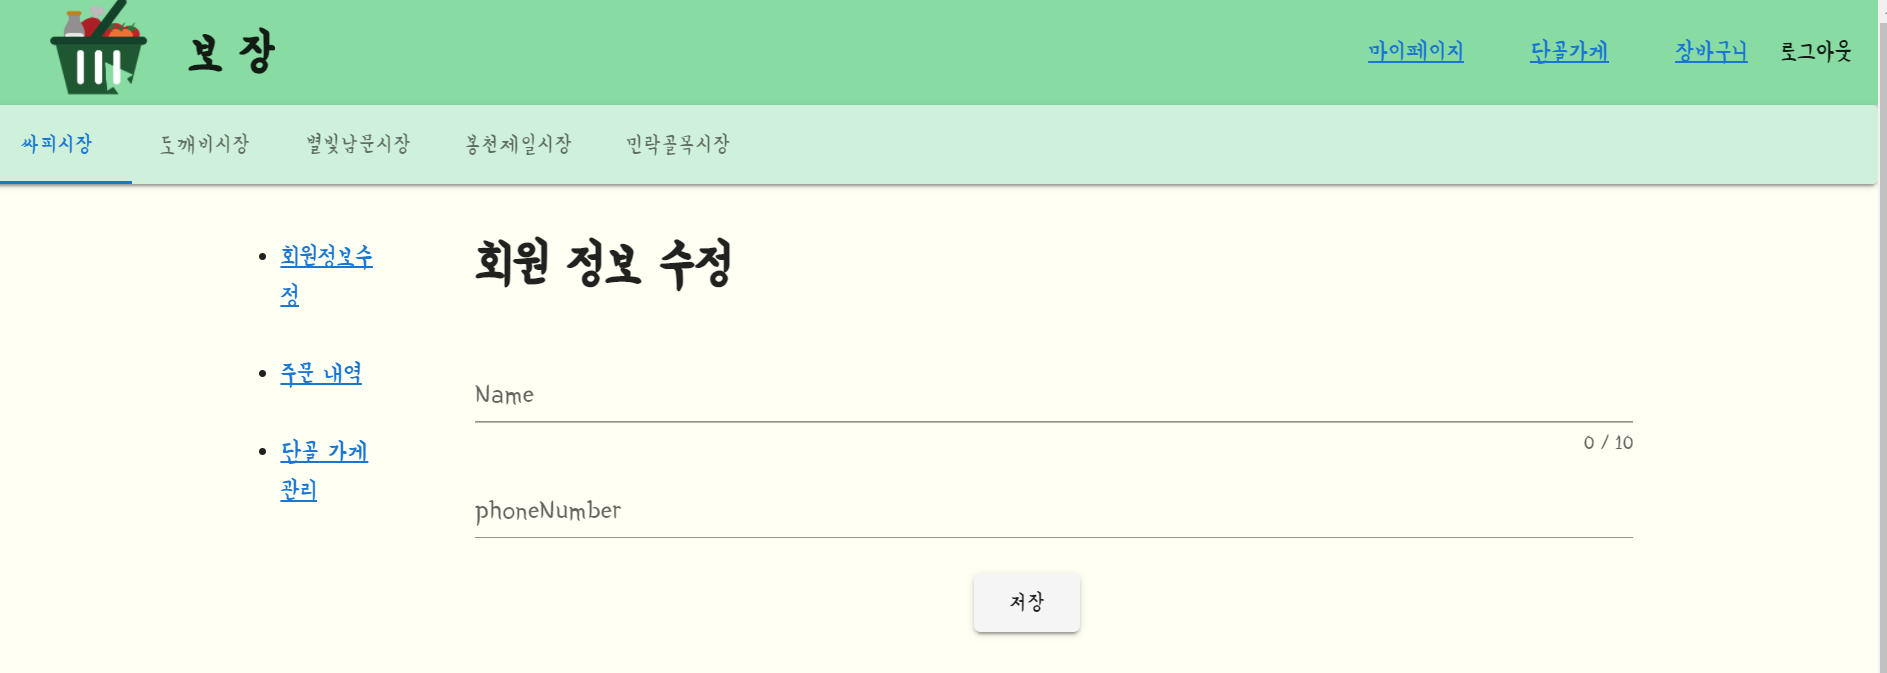 보 장
마이페이지 단골가게 장바구니 로그아웃
싸피시장 도깨비시장 별빛남문시장 봉천제일시장 민락골목시장
회원정보수
정
주문 내역
단골 가게
관리
회원 정보 수정
Name
0 / 10
phoneNumber
저장